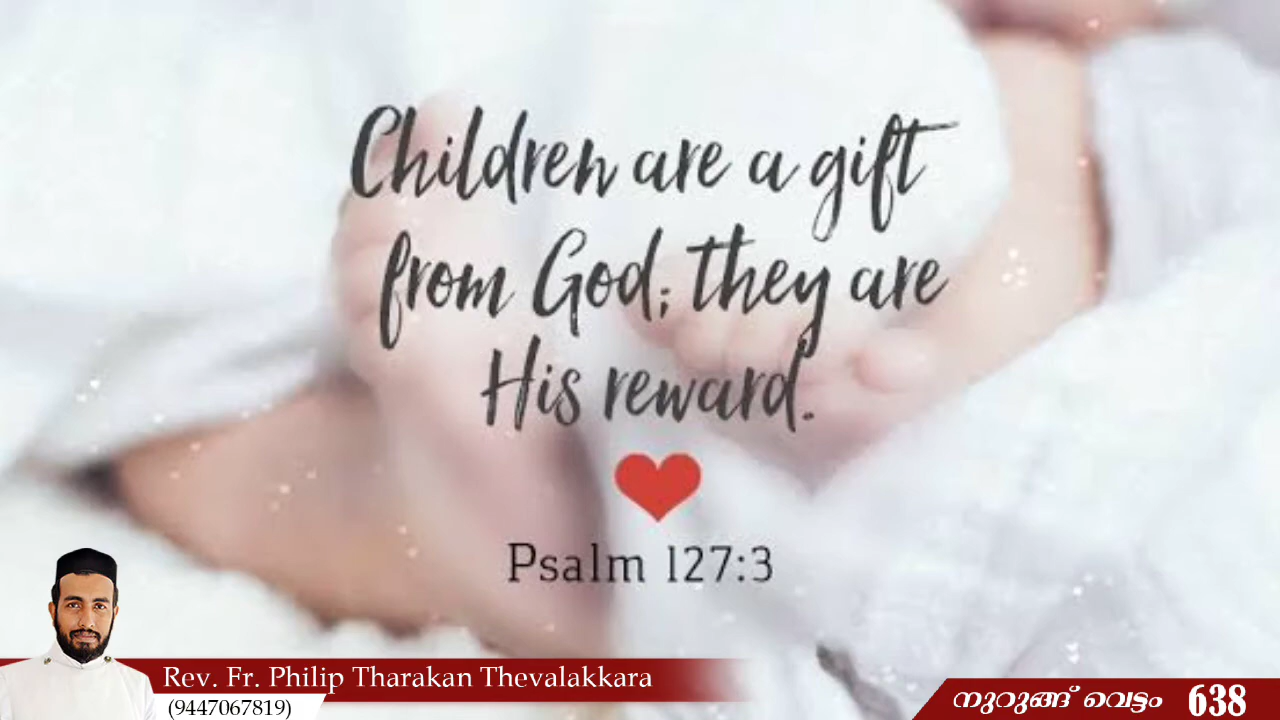 Children are a gift
from God; they are
His reward.
Psalm 127:3
Rev. Fr. Philip Tharakan Thevalakkara
(9447067819)
നുറുങ്ങ് വെട്ടം 638